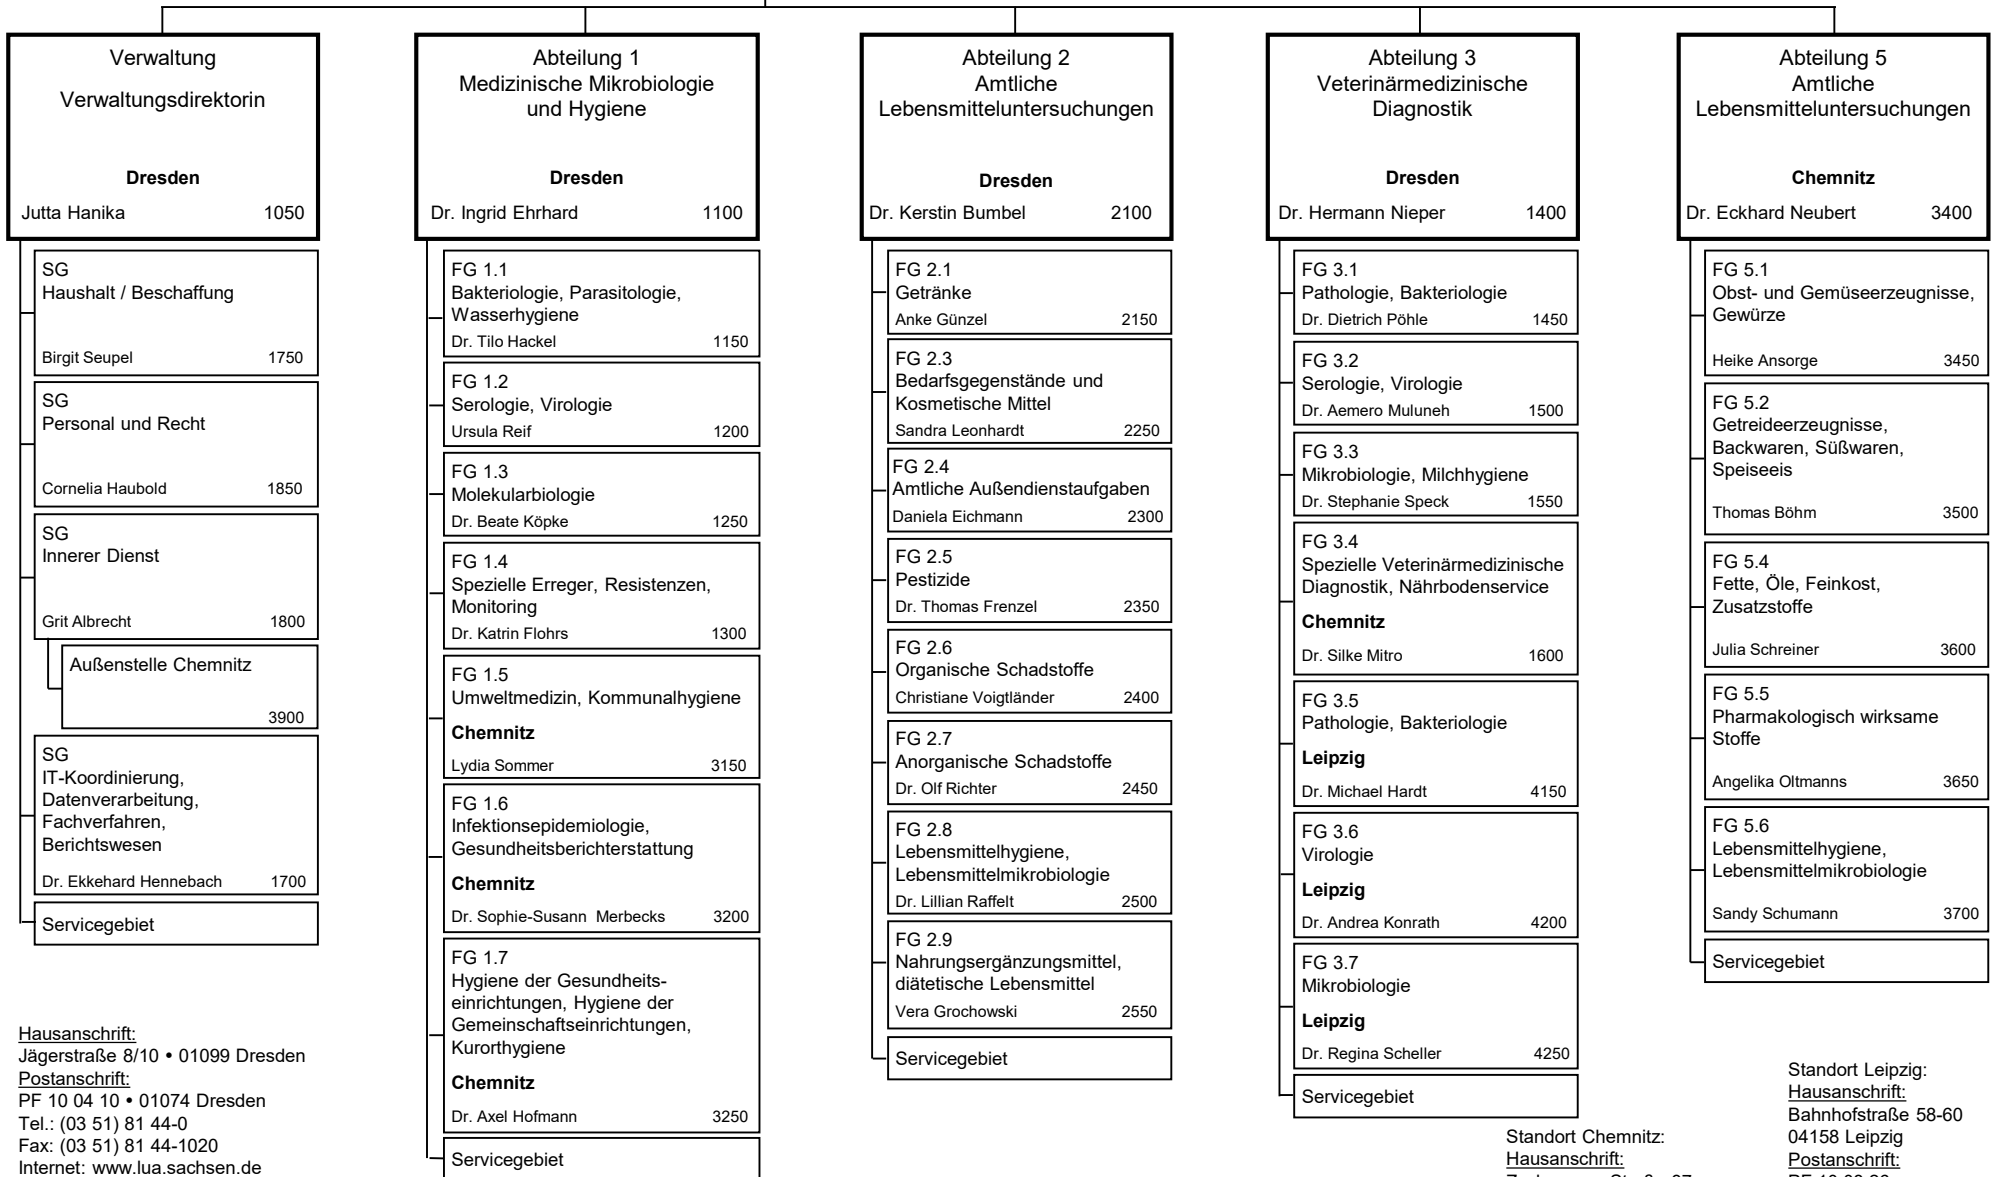 Verwaltung
Verwaltungsdirektorin
Dresden
Jutta Hanika 1050
SG
Haushalt / Beschaffung
Birgit Seupel 1750
SG
Personal und Recht
Cornelia Haubold 1850
SG
Innerer Dienst
Grit Albrecht 1800
Außenstelle Chemnitz
3900
SG
IT-Koordinierung,
Datenverarbeitung,
Fachverfahren,
Berichtswesen
Dr. Ekkehard Hennebach 1700
Servicegebiet
Hausanschrift:
Jägerstraße 8/10 • 01099 Dresden
Postanschrift:
PF 10 04 10 • 01074 Dresden
Tel.: (03 51) 81 44-0
Fax: (03 51) 81 44-1020
Internet: www.lua.sachsen.de
Abteilung 1
Medizinische Mikrobiologie
und Hygiene
Dresden
Dr. Ingrid Ehrhard 1100
FG 1.1
Bakteriologie, Parasitologie,
Wasserhygiene
Dr. Tilo Hackel 1150
FG 1.2
Serologie, Virologie
Ursula Reif 1200
FG 1.3
Molekularbiologie
Dr. Beate Köpke 1250
FG 1.4
Spezielle Erreger, Resistenzen,
Monitoring
Dr. Katrin Flohrs 1300
FG 1.5
Umweltmedizin, Kommunalhygiene
Chemnitz
Lydia Sommer 3150
FG 1.6
Infektionsepidemiologie,
Gesundheitsberichterstattung
Chemnitz
Dr. Sophie-Susann Merbecks 3200
FG 1.7
Hygiene der Gesundheits-
einrichtungen, Hygiene der
Gemeinschaftseinrichtungen,
Kurorthygiene
Chemnitz
Dr. Axel Hofmann 3250
Servicegebiet
Abteilung 2
Amtliche
Lebensmitteluntersuchungen
Dresden
Dr. Kerstin Bumbel 2100
FG 2.1
Getränke
Anke Günzel 2150
FG 2.3
Bedarfsgegenstände und
Kosmetische Mittel
Sandra Leonhardt 2250
FG 2.4
Amtliche Außendienstaufgaben
Daniela Eichmann 2300
FG 2.5
Pestizide
Dr. Thomas Frenzel 2350
FG 2.6
Organische Schadstoffe
Christiane Voigtländer 2400
FG 2.7
Anorganische Schadstoffe
Dr. Olf Richter 2450
FG 2.8
Lebensmittelhygiene,
Lebensmittelmikrobiologie
Dr. Lillian Raffelt 2500
FG 2.9
Nahrungsergänzungsmittel,
diätetische Lebensmittel
Vera Grochowski 2550
Servicegebiet
Abteilung 3
Veterinärmedizinische
Diagnostik
Dresden
Dr. Hermann Nieper 1400
FG 3.1
Pathologie, Bakteriologie
Dr. Dietrich Pöhle 1450
FG 3.2
Serologie, Virologie
Dr. Aemero Muluneh 1500
FG 3.3
Mikrobiologie, Milchhygiene
Dr. Stephanie Speck 1550
FG 3.4
Spezielle Veterinärmedizinische
Diagnostik, Nährbodenservice
Chemnitz
Dr. Silke Mitro 1600
FG 3.5
Pathologie, Bakteriologie
Leipzig
Dr. Michael Hardt 4150
FG 3.6
Virologie
Leipzig
Dr. Andrea Konrath 4200
FG 3.7
Mikrobiologie
Leipzig
Dr. Regina Scheller 4250
Servicegebiet
Standort Chemnitz:
Hausanschrift:
Abteilung 5
Amtliche
Lebensmitteluntersuchungen
Chemnitz
Dr. Eckhard Neubert 3400
FG 5.1
Obst- und Gemüseerzeugnisse,
Gewürze
Heike Ansorge 3450
FG 5.2
Getreideerzeugnisse,
Backwaren, Süßwaren,
Speiseeis
Thomas Böhm 3500
FG 5.4
Fette, Öle, Feinkost,
Zusatzstoffe
Julia Schreiner 3600
FG 5.5
Pharmakologisch wirksame
Stoffe
Angelika Oltmanns 3650
FG 5.6
Lebensmittelhygiene,
Lebensmittelmikrobiologie
Sandy Schumann 3700
Servicegebiet
Standort Leipzig:
Hausanschrift:
Bahnhofstraße 58-60
04158 Leipzig
Postanschrift: